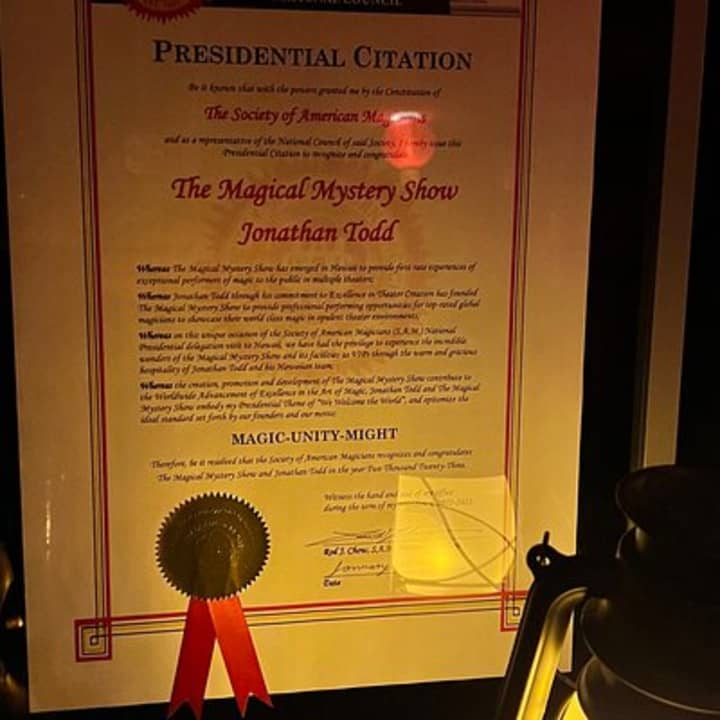 COUNCIL
PRESIDENTIAL CITATION
Be it known that with the powers granted me by the Constitution of
The Society of American
and as a representative of the National Council of said Society, I hereby issue this
Presidential Citation to recognize and congratulate
The Magical Mystery Show
Jonathan Todd
Whereas The Magical Mystery Show has emerged in Hawaii to provide first rate experiences of
exceptional performers of magic to the public in multiple theaters;
Whereas Jonathan Todd through his commitment to Excellence in Theater Creation has founded
The Magical Mystery Show to provide professional performing opportunities for top-rated global
magicians to showcase their world class magic in opulent theater environments;
Whereas on this unique occasion of the Society of American Magicians (S.A.M.) National
Presidential delegation visit to Hawaii, we have had the privilege to experience the incredible
wonders of the Magical Mystery Show and its facilities as VIPs through the warm and gracious
hospitality of Jonathan Todd and his Hawaiian team;
Whereas the creation, promotion and development of The Magical Mystery Show contribute to
the Worldwide Advancement of Excellence in the Art of Magic, Jonathan Todd and The Magical
Mystery Show embody my Presidential Theme of "We Welcome the World", and epitomize the
ideal standard set forth by our founders and our motto:
MAGIC-UNITY-MIGHT
Therefore, be it resolved that the Society of American Magicians recognizes and congratulates
The Magical Mystery Show and Jonathan Todd in the year Two Thousand Twenty-Three.
Witness the hand and seal of
during the term of my
Rod J. Chow, S.A.M.
January
Date